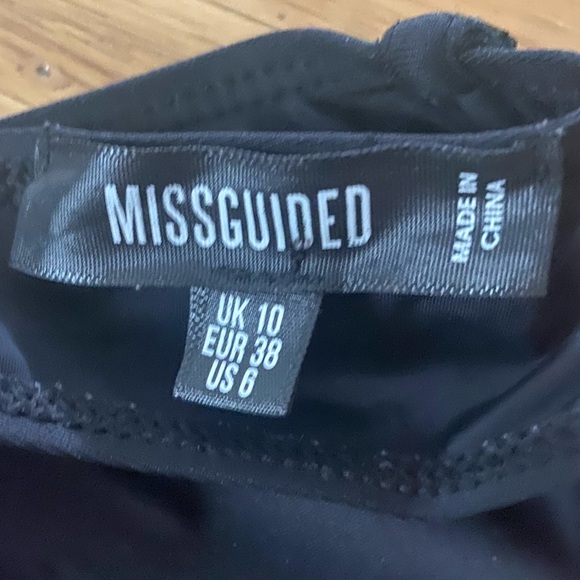 MISSGUIDED
MADE IN
CHINA
UK 10
EUR 38
US 6